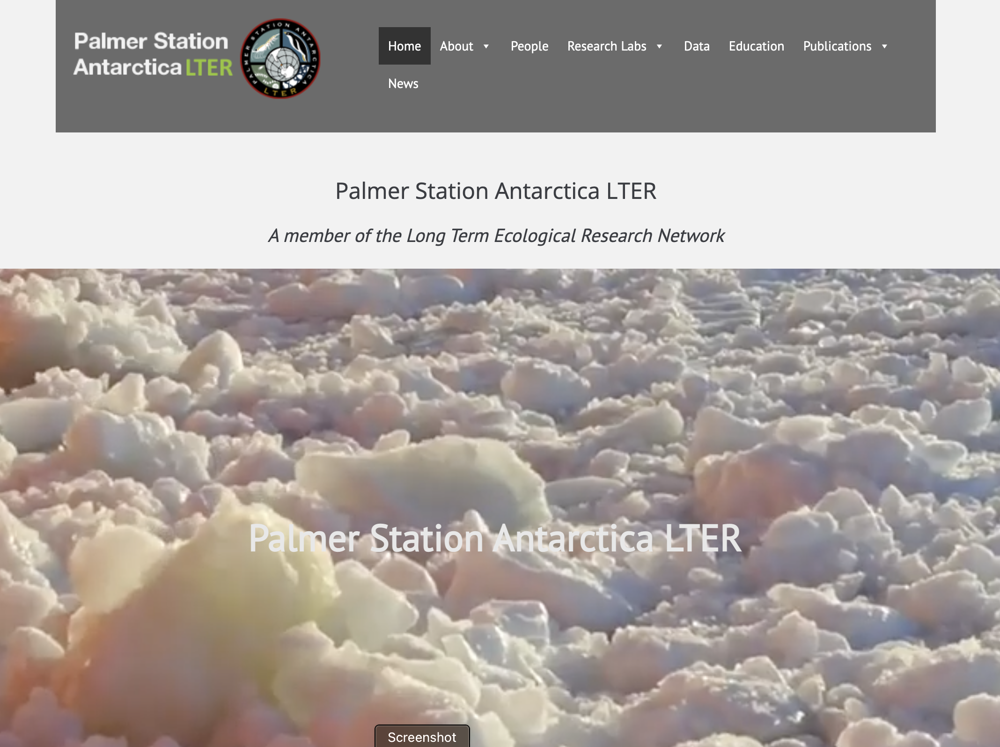 Palmer Station
Antarctica LTER
PALMER STATION ANTARCTICA
LTER
Home About People Research Labs Data Education Publications
News
Palmer Station Antarctica LTER
A member of the Long Term Ecological Research Network
Palmer Station Antarctica LTER
Screenshot